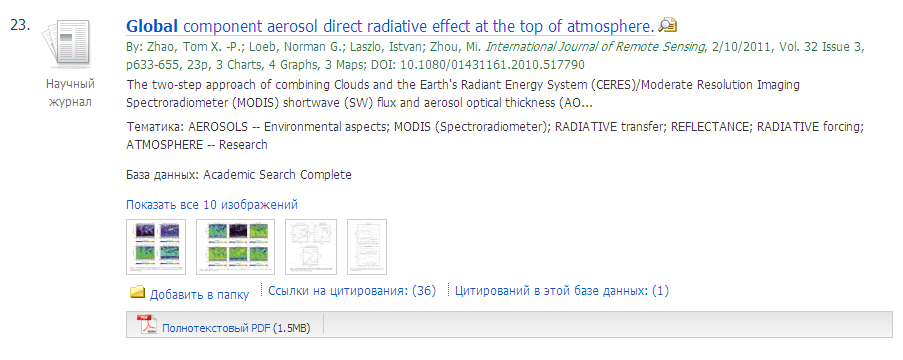 23.
Global component aerosol direct radiative effect at the top of atmosphere.
By: Zhao, Tom X. -P.; Loeb, Norman G.; Laszlo, Istvan; Zhou, Mi. International Journal of Remote Sensing, 2/10/2011, Vol. 32 Issue 3,
p633-655, 23p, 3 Charts, 4 Graphs, 3 Maps; DOI: 10.1080/01431161.2010.517790
Научный
журнал
The two-step approach of combining Clouds and the Earth's Radiant Energy System (CERES)/Moderate Resolution Imaging
Spectroradiometer (MODIS) shortwave (SW) flux and aerosol optical thickness (AO...
Тематика: AEROSOLS -- Environmental aspects; MODIS (Spectroradiometer); RADIATIVE transfer; REFLECTANCE; RADIATIVE forcing;
ATMOSPHERE -- Research
База данных: Academic Search Complete
Показать все 10 изображений
Добавить в папку
Ссылки на цитирования: (36)
Цитирований в этой базе данных: (1)
PDF
Полнотекстовый PDF (1.5MB)